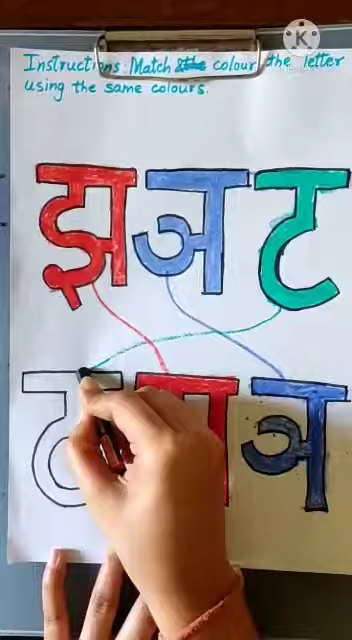 Instructions: Match colour the letter
using the same colours.
झ ञ ट
ट झ ञ